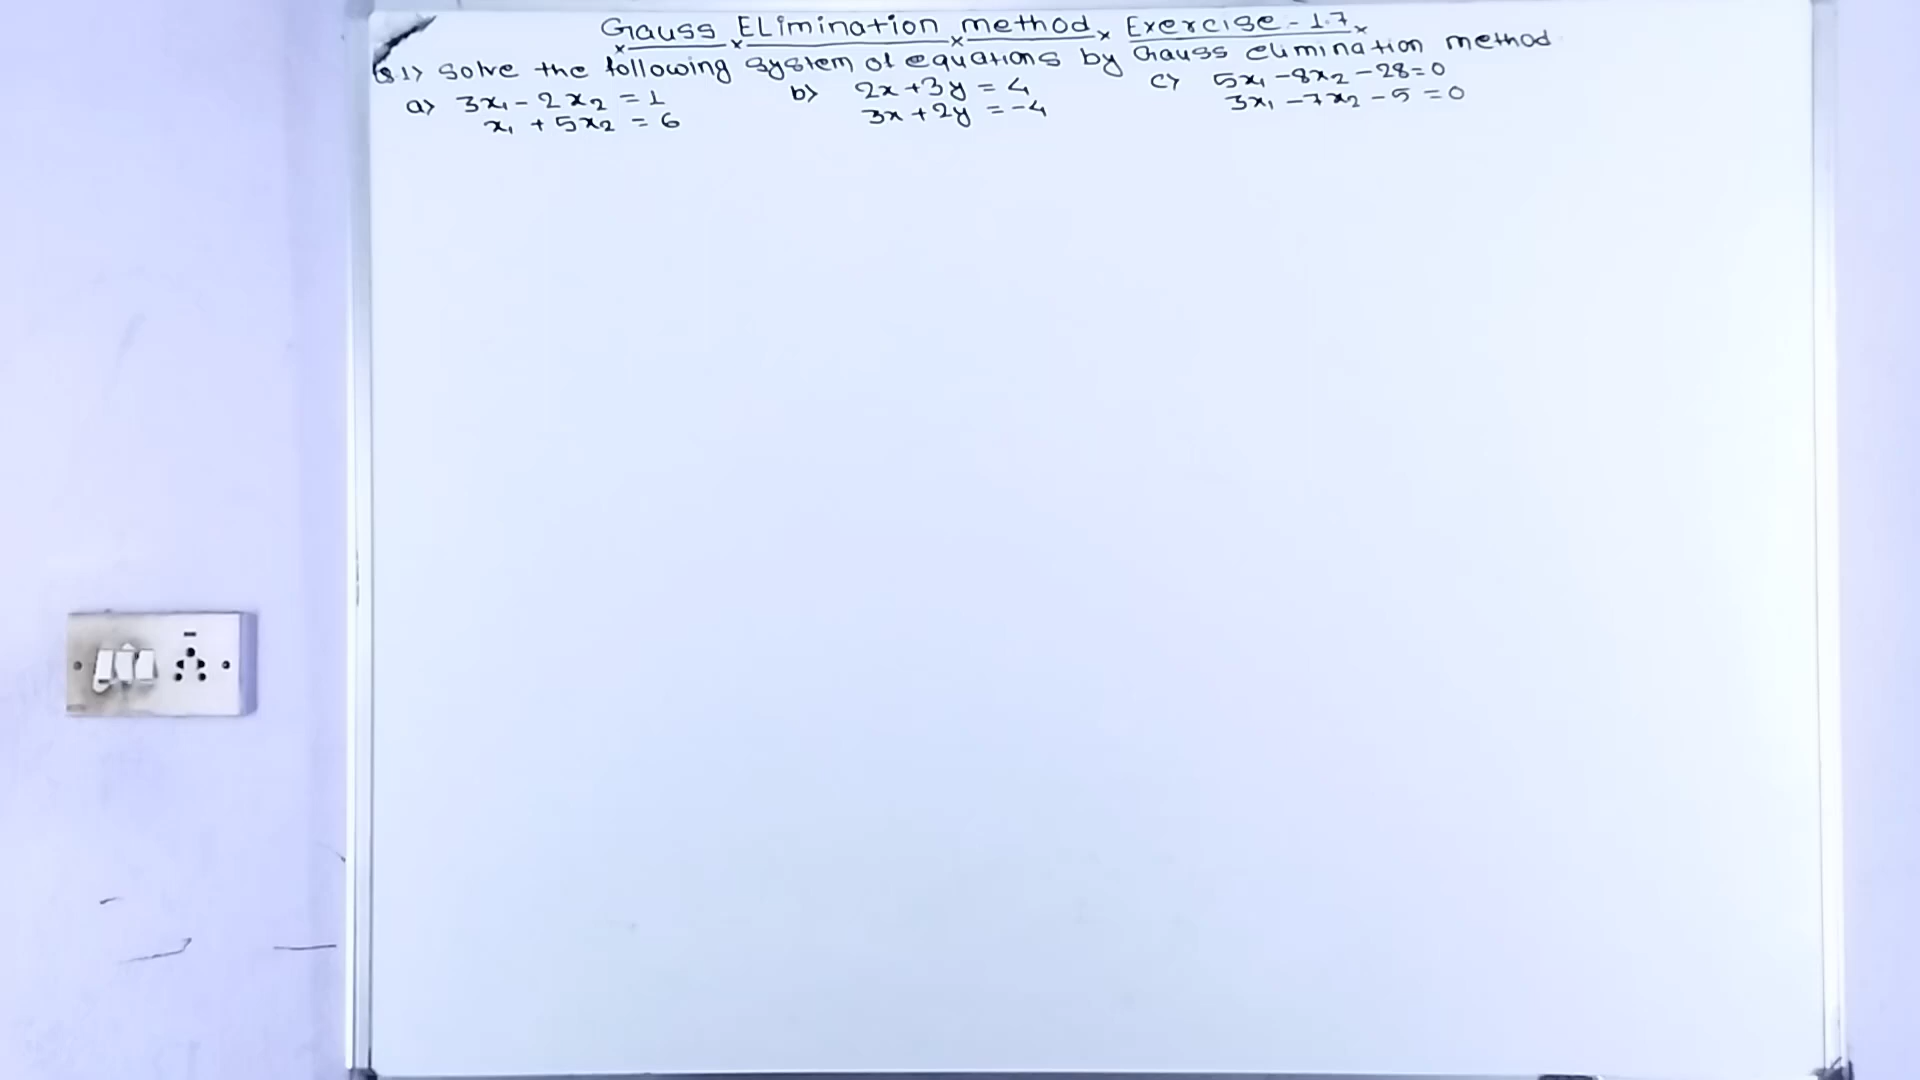 Gauss Elimination method Exercise - 1.7
Q.1> Solve the following system of equations by Gauss elimination method
a> 3x₁ - 2x₂ = 1 b> 2x + 3y = 4 c> 5x₁ - 8x₂ - 28 = 0
x₁ + 5x₂ = 6 3x + 2y = -4 3x₁ - 7x₂ - 5 = 0